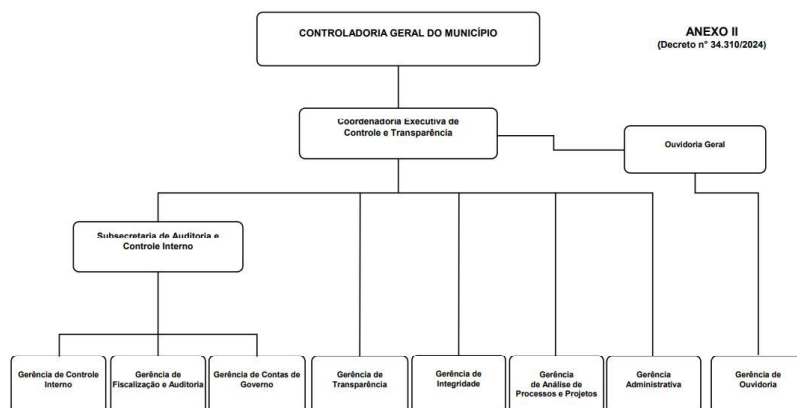 CONTROLADORIA GERAL DO MUNICÍPIO
ANEXO II
(Decreto n° 34.310/2024)
Coordenadoria Executiva de
Controle e Transparência
Ouvidoria Geral
Subsecretaria de Auditoria e
Controle Interno
Gerência de Controle
Interno
Gerência de
Fiscalização e Auditoria
Gerência de Contas de
Governo
Gerência de
Transparência
Gerência de
Integridade
Gerência
de Análise de
Processos e Projetos
Gerência
Administrativa
Gerência de
Ouvidoria